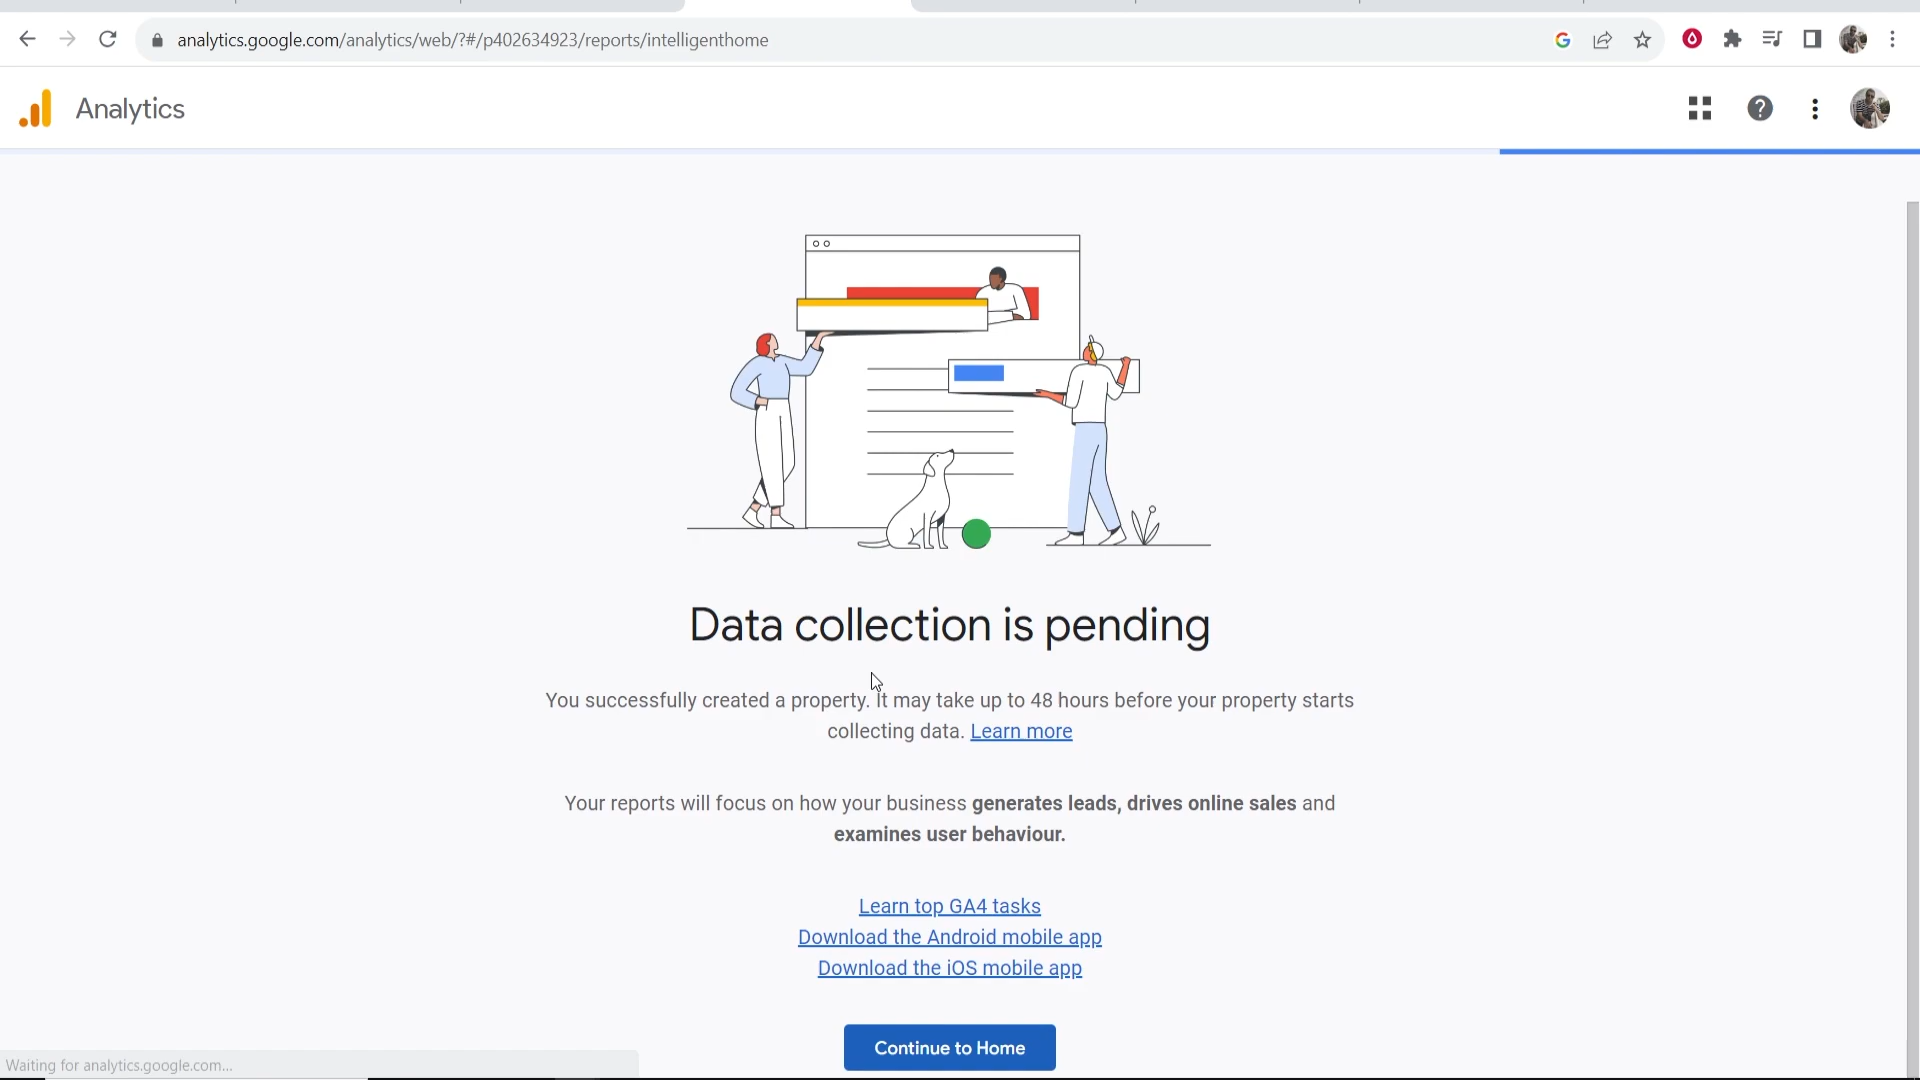 analytics.google.com/analytics/web/?#/p402634923/reports/intelligenthome
Analytics
Data collection is pending
You successfully created a property. It may take up to 48 hours before your property starts
collecting data. Learn more
Your reports will focus on how your business generates leads, drives online sales and
examines user behaviour.
Learn top GA4 tasks
Download the Android mobile app
Download the iOS mobile app
Continue to Home
Waiting for analytics.google.com...